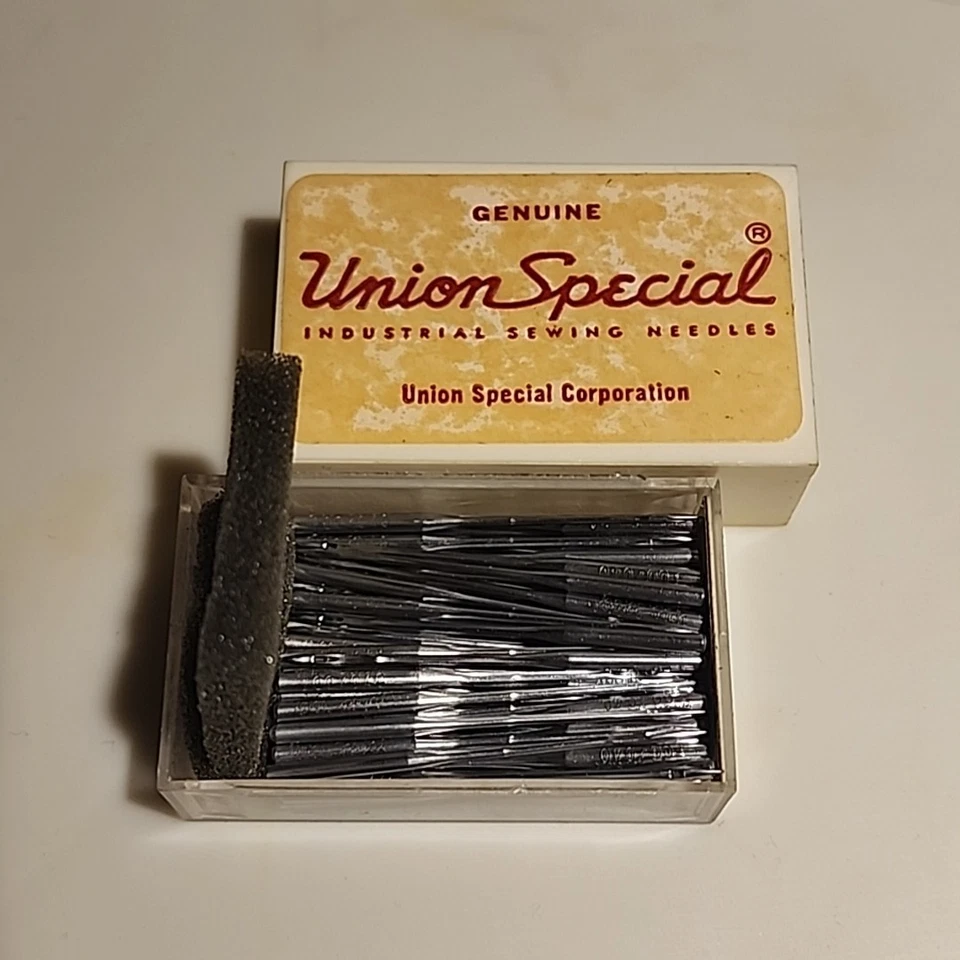 GENUINE
Union Special ®
INDUSTRIAL SEWING NEEDLES
Union Special Corporation